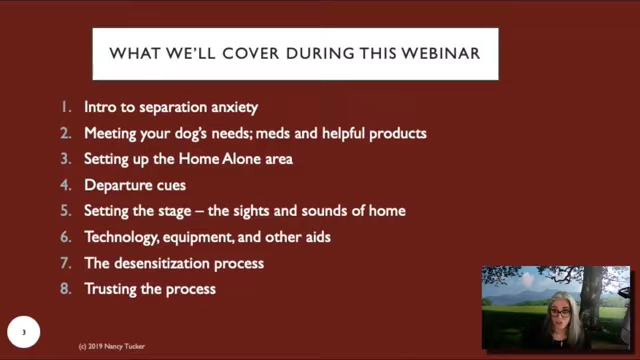 WHAT WE'LL COVER DURING THIS WEBINAR
1. Intro to separation anxiety
2. Meeting your dog's needs; meds and helpful products
3. Setting up the Home Alone area
4. Departure cues
5. Setting the stage – the sights and sounds of home
6. Technology, equipment, and other aids
7. The desensitization process
8. Trusting the process
3
(c) 2019 Nancy Tucker